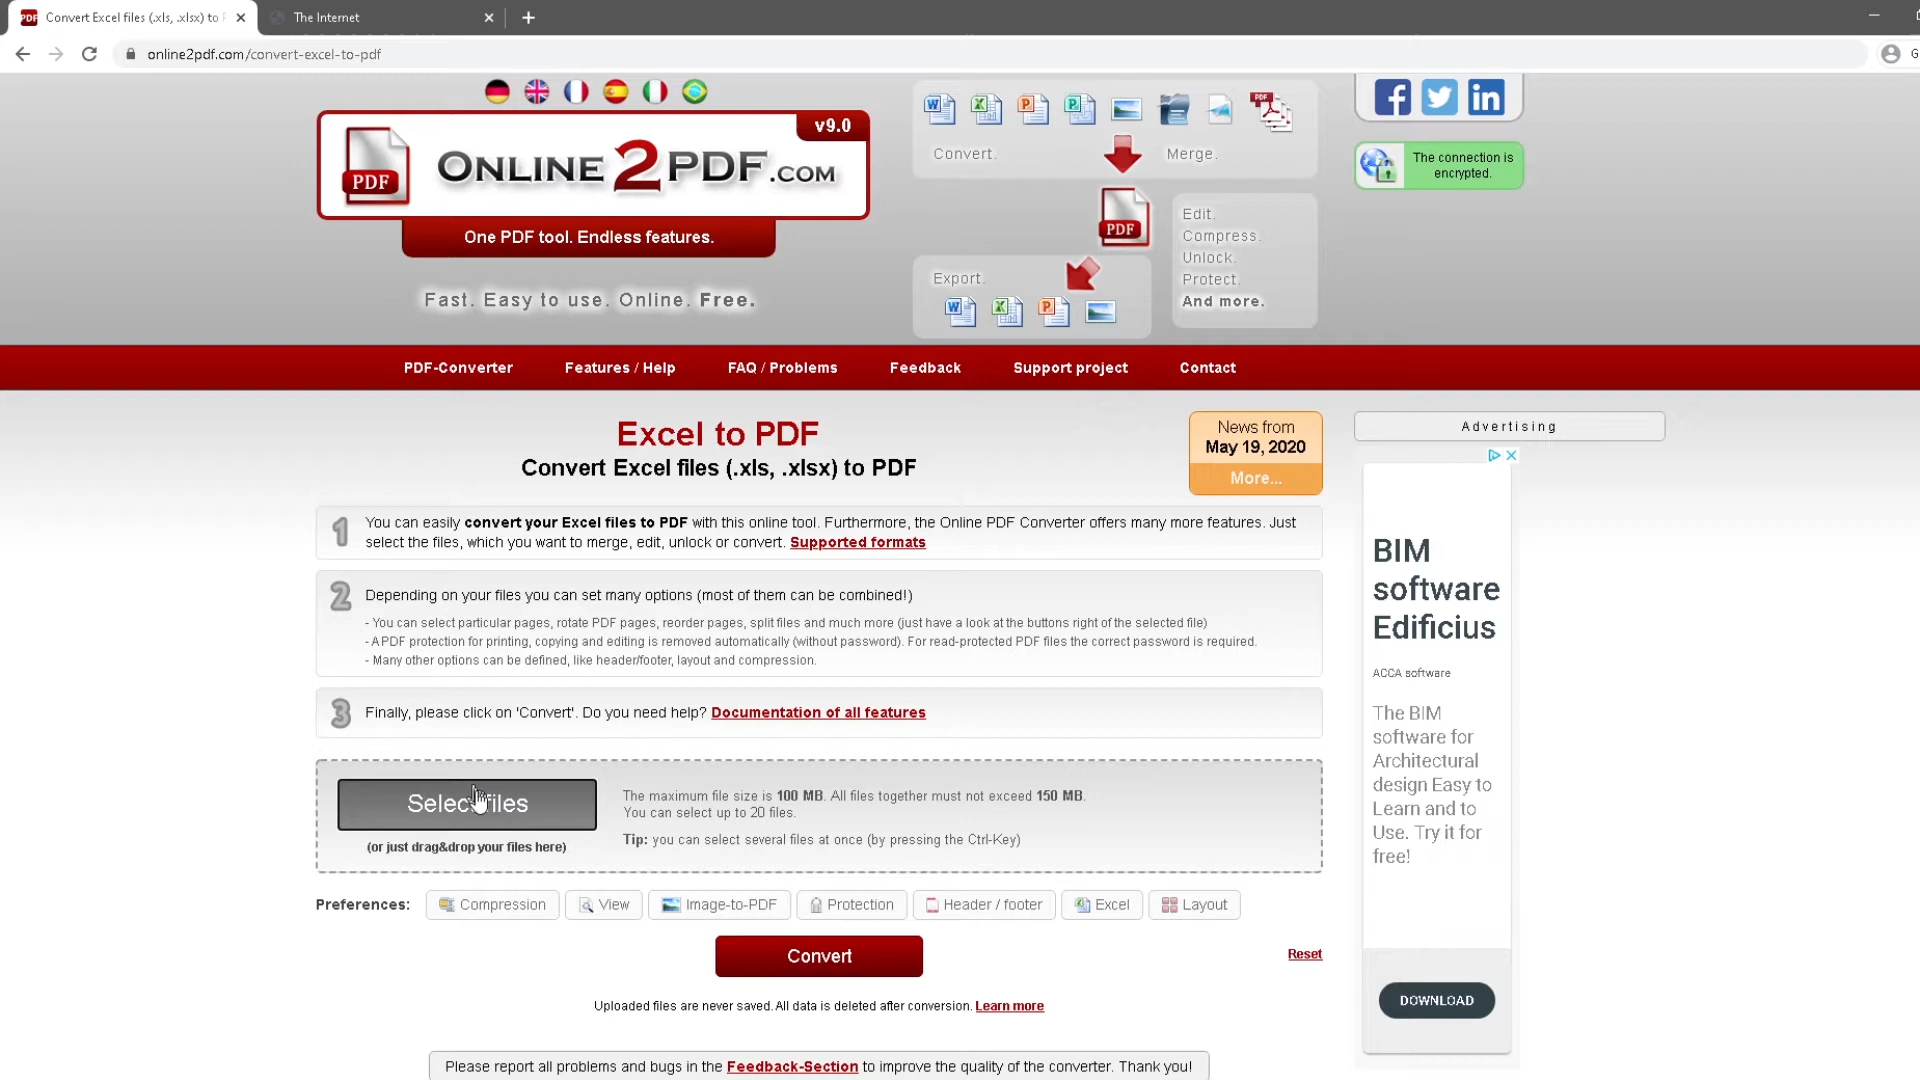 Convert Excel files (.xls, .xlsx) to
The Internet
online2pdf.com/convert-excel-to-pdf
G
v9.0
PDF
ONLINE2PDF.COM
One PDF tool. Endless features.
Fast. Easy to use. Online. Free.
Convert.
Merge.
PDF
PDF
Edit.
Compress.
Unlock.
Protect.
And more.
Export.
The connection is
encrypted.
PDF-Converter
Features / Help
FAQ / Problems
Feedback
Support project
Contact
Excel to PDF
Convert Excel files (.xls, .xlsx) to PDF
News from
May 19, 2020
More...
Advertising
1
You can easily convert your Excel files to PDF with this online tool. Furthermore, the Online PDF Converter offers many more features. Just
select the files, which you want to merge, edit, unlock or convert. Supported formats
2
Depending on your files you can set many options (most of them can be combined!)
- You can select particular pages, rotate PDF pages, reorder pages, split files and much more (just have a look at the buttons right of the selected file)
- A PDF protection for printing, copying and editing is removed automatically (without password). For read-protected PDF files the correct password is required.
- Many other options can be defined, like header/footer, layout and compression.
3
Finally, please click on 'Convert'. Do you need help? Documentation of all features
Select files
(or just drag&drop your files here)
The maximum file size is 100 MB. All files together must not exceed 150 MB.
You can select up to 20 files.
Tip: you can select several files at once (by pressing the Ctrl-Key)
Preferences:
Compression
View
Image-to-PDF
Protection
Header / footer
Excel
Layout
Convert
Reset
Uploaded files are never saved. All data is deleted after conversion. Learn more
Please report all problems and bugs in the Feedback-Section to improve the quality of the converter. Thank you!
BIM
software
Edificius
ACCA software
The BIM
software for
Architectural
design Easy to
Learn and to
Use. Try it for
free!
DOWNLOAD